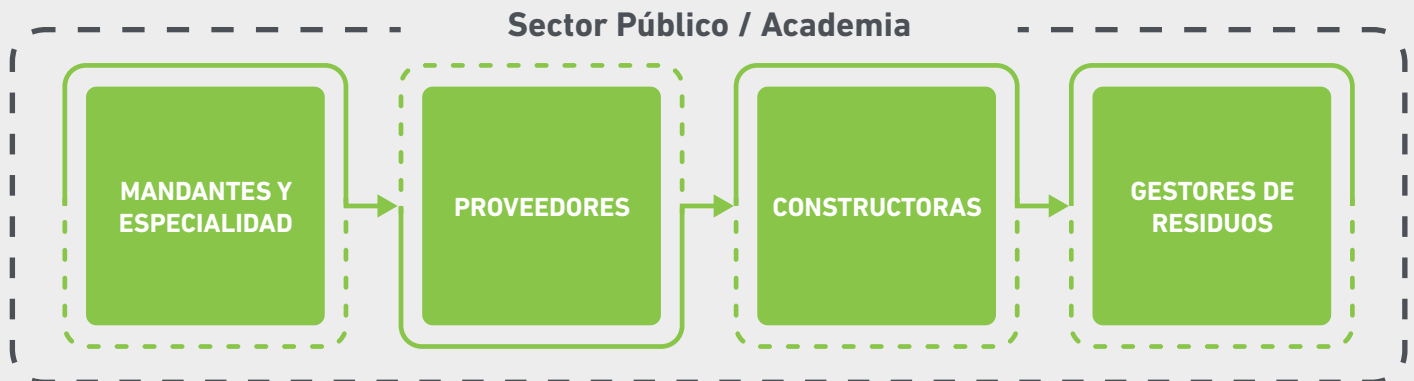 Sector Público / Academia
MANDANTES Y
ESPECIALIDAD
PROVEEDORES
CONSTRUCTORAS
GESTORES DE
RESIDUOS